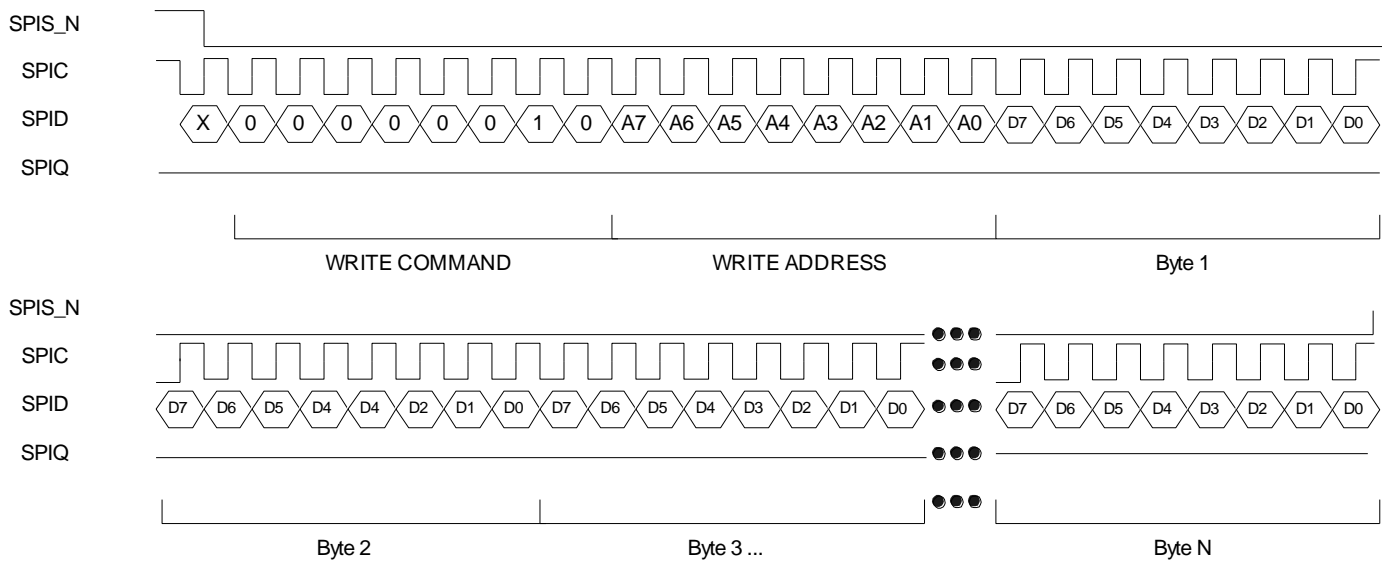 SPIS_N
SPIC
SPID X 0 0 0 0 0 0 1 0 A7 A6 A5 A4 A3 A2 A1 A0 D7 D6 D5 D4 D3 D2 D1 D0
SPIQ
WRITE COMMAND WRITE ADDRESS Byte 1
SPIS_N
SPIC
SPID D7 D6 D5 D4 D4 D2 D1 D0 D7 D6 D5 D4 D3 D2 D1 D0 D7 D6 D5 D4 D3 D2 D1 D0
SPIQ
Byte 2 Byte 3 ... Byte N